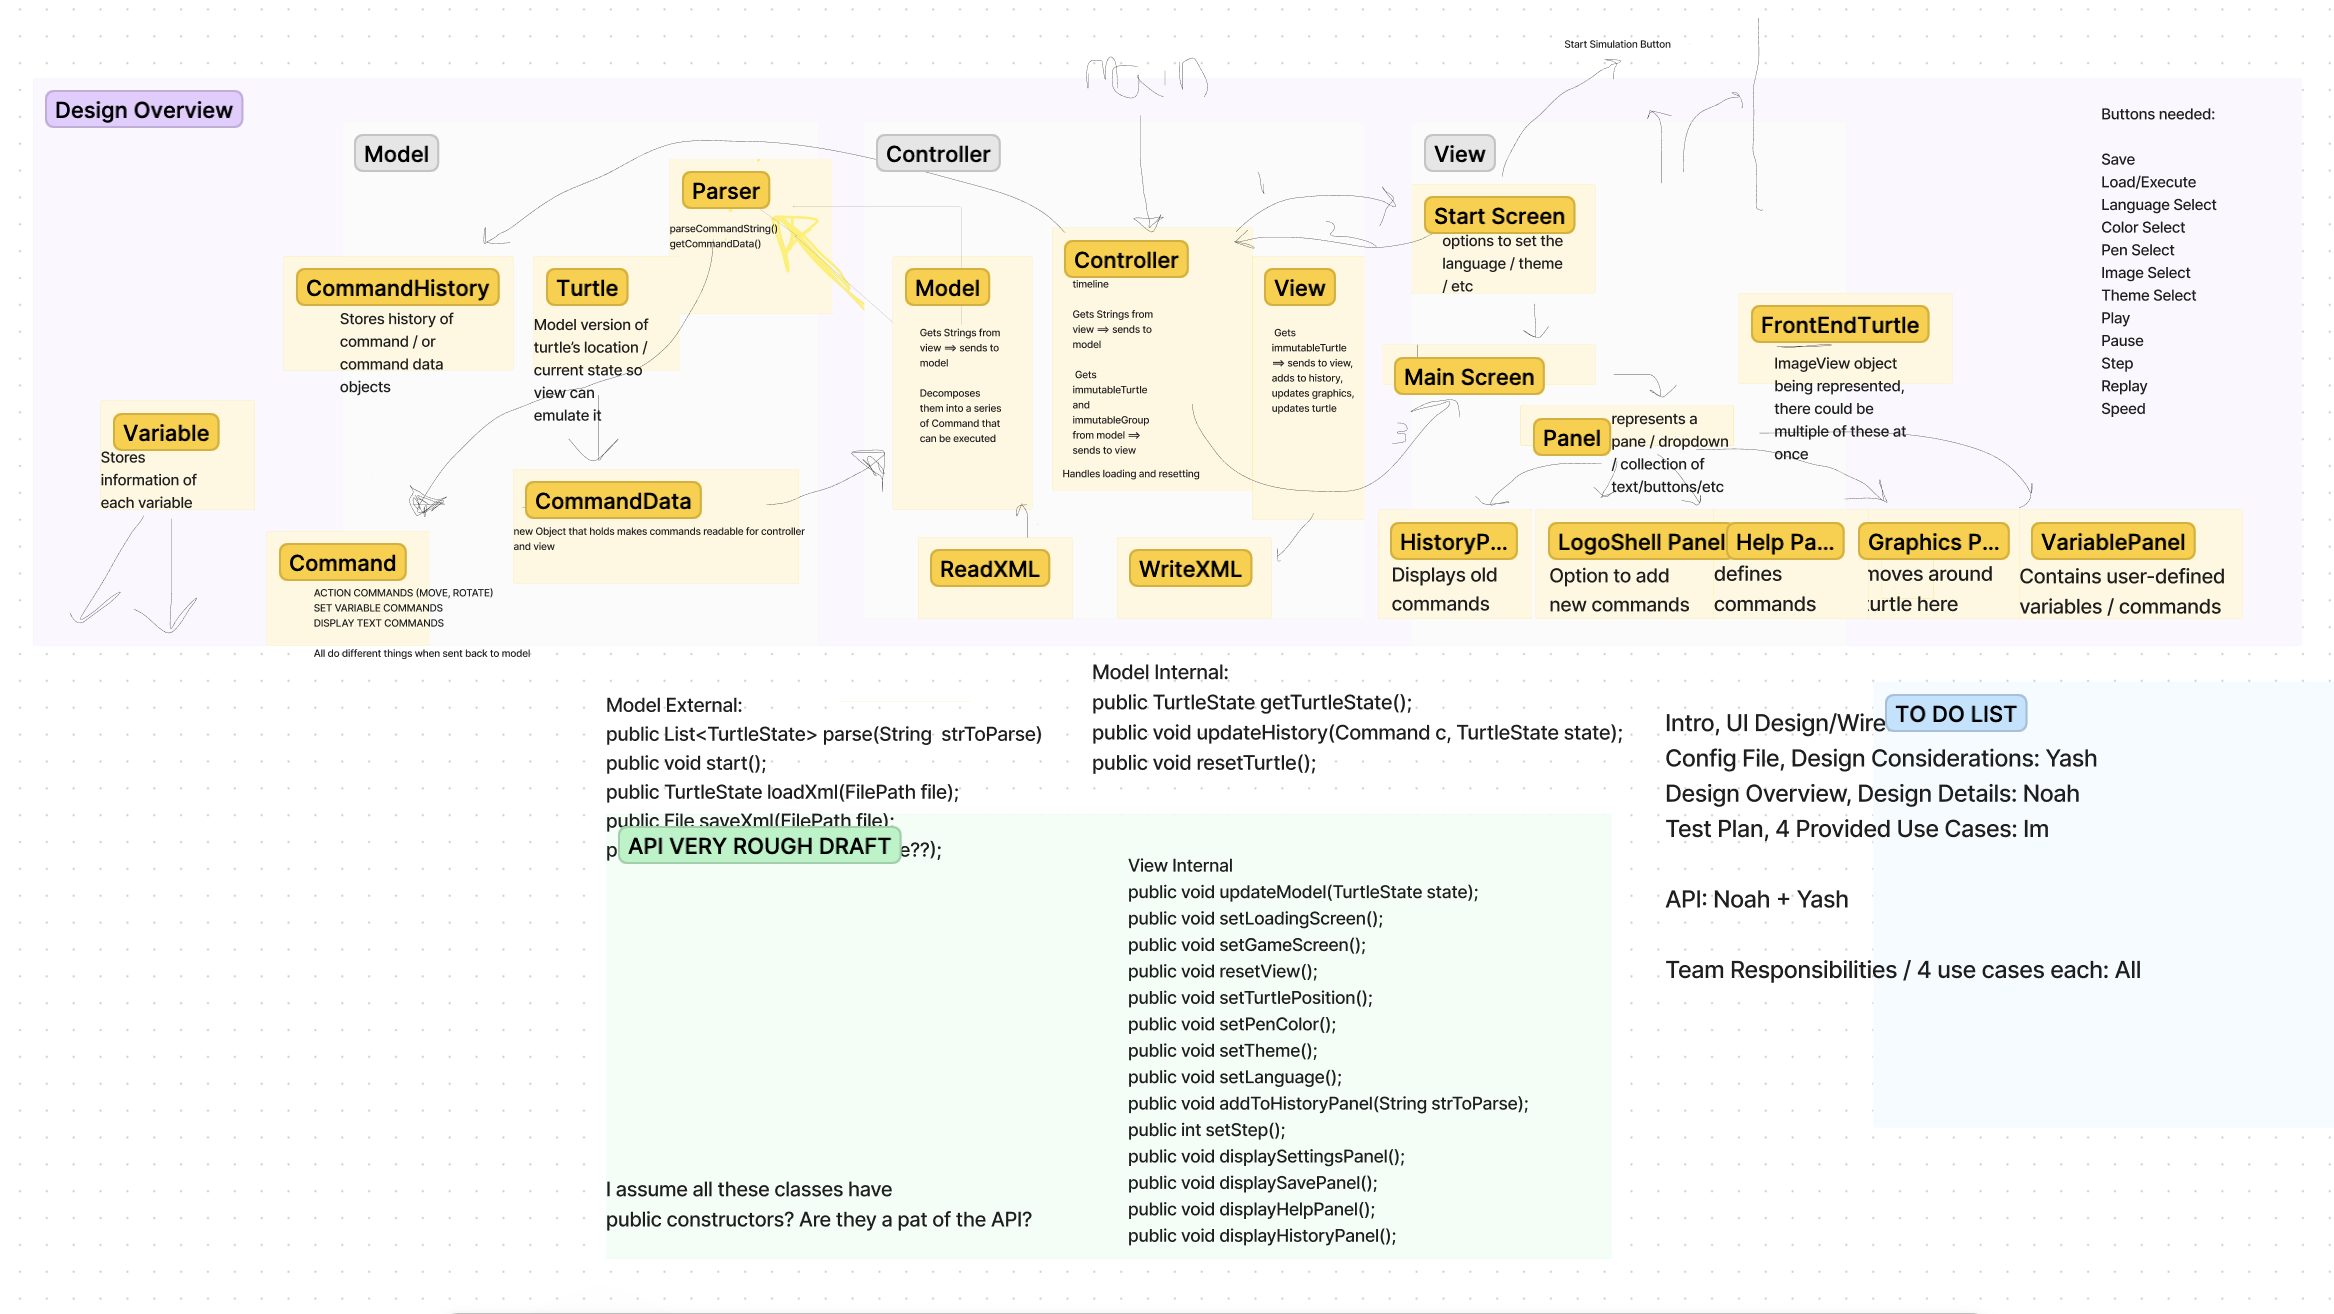 main
Start Simulation Button
Design Overview
Model
Parser
parseCommandString()
getCommandData()
CommandHistory
Stores history of
command / or
command data
objects
Turtle
Model version of
turtle's location /
current state so
view can
emulate it
Variable
Stores
information of
each variable
Command
ACTION COMMANDS (MOVE, ROTATE)
SET VARIABLE COMMANDS
DISPLAY TEXT COMMANDS
All do different things when sent back to model
CommandData
new Object that holds makes commands readable for controller
and view
Controller
Model
Gets Strings from
view ⟹ sends to
model
Decomposes
them into a series
of Command that
can be executed
Controller
timeline
Gets Strings from
view ⟹ sends to
model
Gets
immutableTurtle
and
immutableGroup
from model ⟹
sends to view
Handles loading and resetting
View
Gets
immutableTurtle
⟹ sends to view,
adds to history,
updates graphics,
updates turtle
ReadXML
WriteXML
1
2
3
View
Start Screen
options to set the
language / theme
/ etc
Main Screen
Panel
represents a
pane / dropdown
/ collection of
text/buttons/etc
FrontEndTurtle
ImageView object
being represented,
there could be
multiple of these at
once
HistoryP...
Displays old
commands
LogoShell Panel
Option to add
new commands
Help Pa...
defines
commands
Graphics P...
moves around
turtle here
VariablePanel
Contains user-defined
variables / commands
Buttons needed:
Save
Load/Execute
Language Select
Color Select
Pen Select
Image Select
Theme Select
Play
Pause
Step
Replay
Speed
Model External:
public List<TurtleState> parse(String strToParse)
public void start();
public TurtleState loadXml(FilePath file);
public File saveXml(FilePath file);
e??);
API VERY ROUGH DRAFT
I assume all these classes have
public constructors? Are they a pat of the API?
Model Internal:
public TurtleState getTurtleState();
public void updateHistory(Command c, TurtleState state);
public void resetTurtle();
View Internal
public void updateModel(TurtleState state);
public void setLoadingScreen();
public void setGameScreen();
public void resetView();
public void setTurtlePosition();
public void setPenColor();
public void setTheme();
public void setLanguage();
public void addToHistoryPanel(String strToParse);
public int setStep();
public void displaySettingsPanel();
public void displaySavePanel();
public void displayHelpPanel();
public void displayHistoryPanel();
TO DO LIST
Intro, UI Design/Wire
Config File, Design Considerations: Yash
Design Overview, Design Details: Noah
Test Plan, 4 Provided Use Cases: Im
API: Noah + Yash
Team Responsibilities / 4 use cases each: All